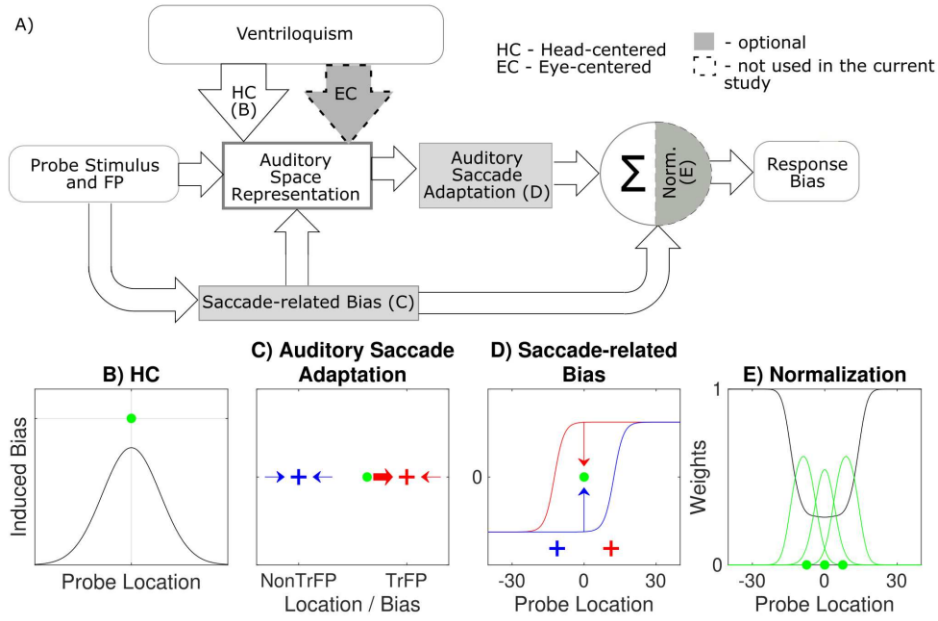 A)
Ventriloquism
HC - Head-centered
EC - Eye-centered
- optional
- not used in the current
study
HC
(B)
EC
Probe Stimulus
and FP
Auditory
Space
Representation
Auditory
Saccade
Adaptation (D)
Σ
Norm.
(E)
Response
Bias
Saccade-related Bias (C)
B) HC
Induced Bias
Probe Location
C) Auditory Saccade
Adaptation
NonTrFP
TrFP
Location / Bias
D) Saccade-related
Bias
0
-30
0
30
Probe Location
E) Normalization
Weights
1
0
-30
0
30
Probe Location